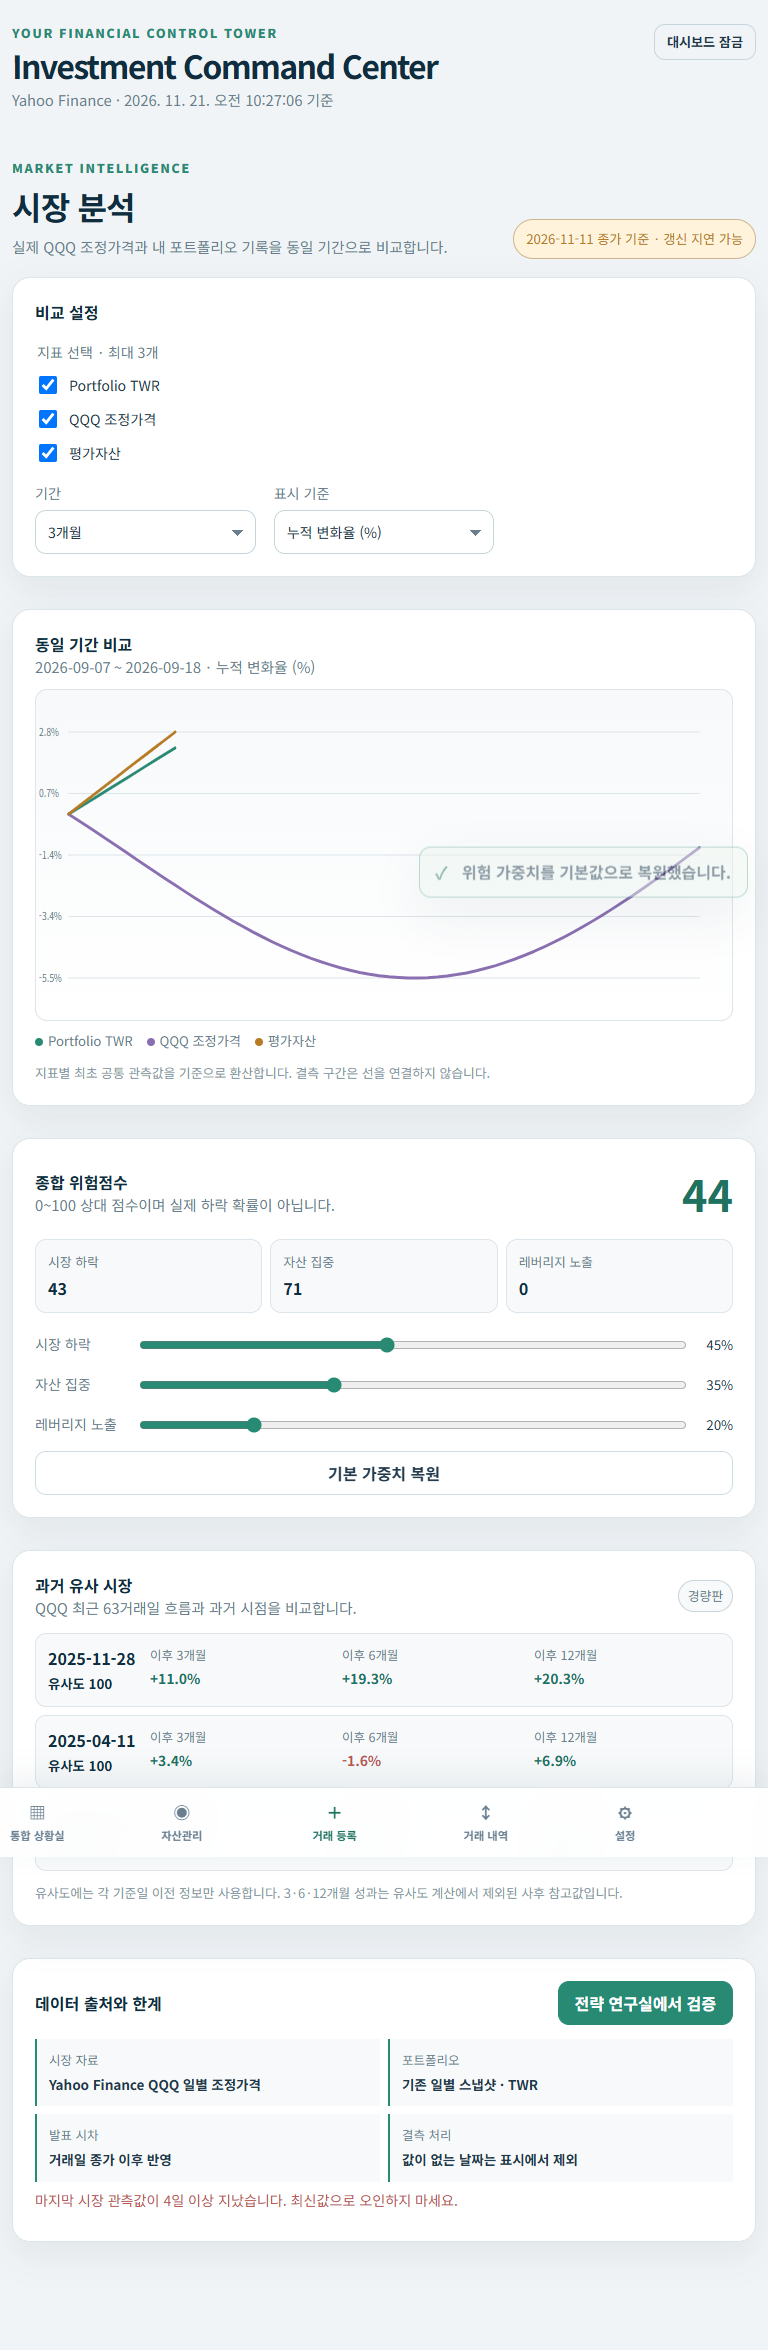 YOUR FINANCIAL CONTROL TOWER
Investment Command Center
Yahoo Finance · 2026. 11. 21. 오전 10:27:06 기준
대시보드 잠금
MARKET INTELLIGENCE
시장 분석
실제 QQQ 조정가격과 내 포트폴리오 기록을 동일 기간으로 비교합니다.
2026-11-11 종가 기준 · 갱신 지연 가능
비교 설정
지표 선택 · 최대 3개
Portfolio TWR
QQQ 조정가격
평가자산
기간
표시 기준
3개월
누적 변화율 (%)
동일 기간 비교
2026-09-07 ~ 2026-09-18 · 누적 변화율 (%)
2.8%
0.7%
-1.4%
-3.4%
-5.5%
✓ 위험 가중치를 기본값으로 복원했습니다.
Portfolio TWR
QQQ 조정가격
평가자산
지표별 최초 공통 관측값을 기준으로 환산합니다. 결측 구간은 선을 연결하지 않습니다.
종합 위험점수
0~100 상대 점수이며 실제 하락 확률이 아닙니다.
44
시장 하락
43
자산 집중
71
레버리지 노출
0
시장 하락
45%
자산 집중
35%
레버리지 노출
20%
기본 가중치 복원
과거 유사 시장
QQQ 최근 63거래일 흐름과 과거 시점을 비교합니다.
경량판
2025-11-28
유사도 100
이후 3개월
+11.0%
이후 6개월
+19.3%
이후 12개월
+20.3%
2025-04-11
유사도 100
이후 3개월
+3.4%
이후 6개월
-1.6%
이후 12개월
+6.9%
통합 상황실
자산관리
거래 등록
거래 내역
설정
유사도에는 각 기준일 이전 정보만 사용합니다. 3·6·12개월 성과는 유사도 계산에서 제외된 사후 참고값입니다.
데이터 출처와 한계
전략 연구실에서 검증
시장 자료
Yahoo Finance QQQ 일별 조정가격
포트폴리오
기존 일별 스냅샷 · TWR
발표 시차
거래일 종가 이후 반영
결측 처리
값이 없는 날짜는 표시에서 제외
마지막 시장 관측값이 4일 이상 지났습니다. 최신값으로 오인하지 마세요.